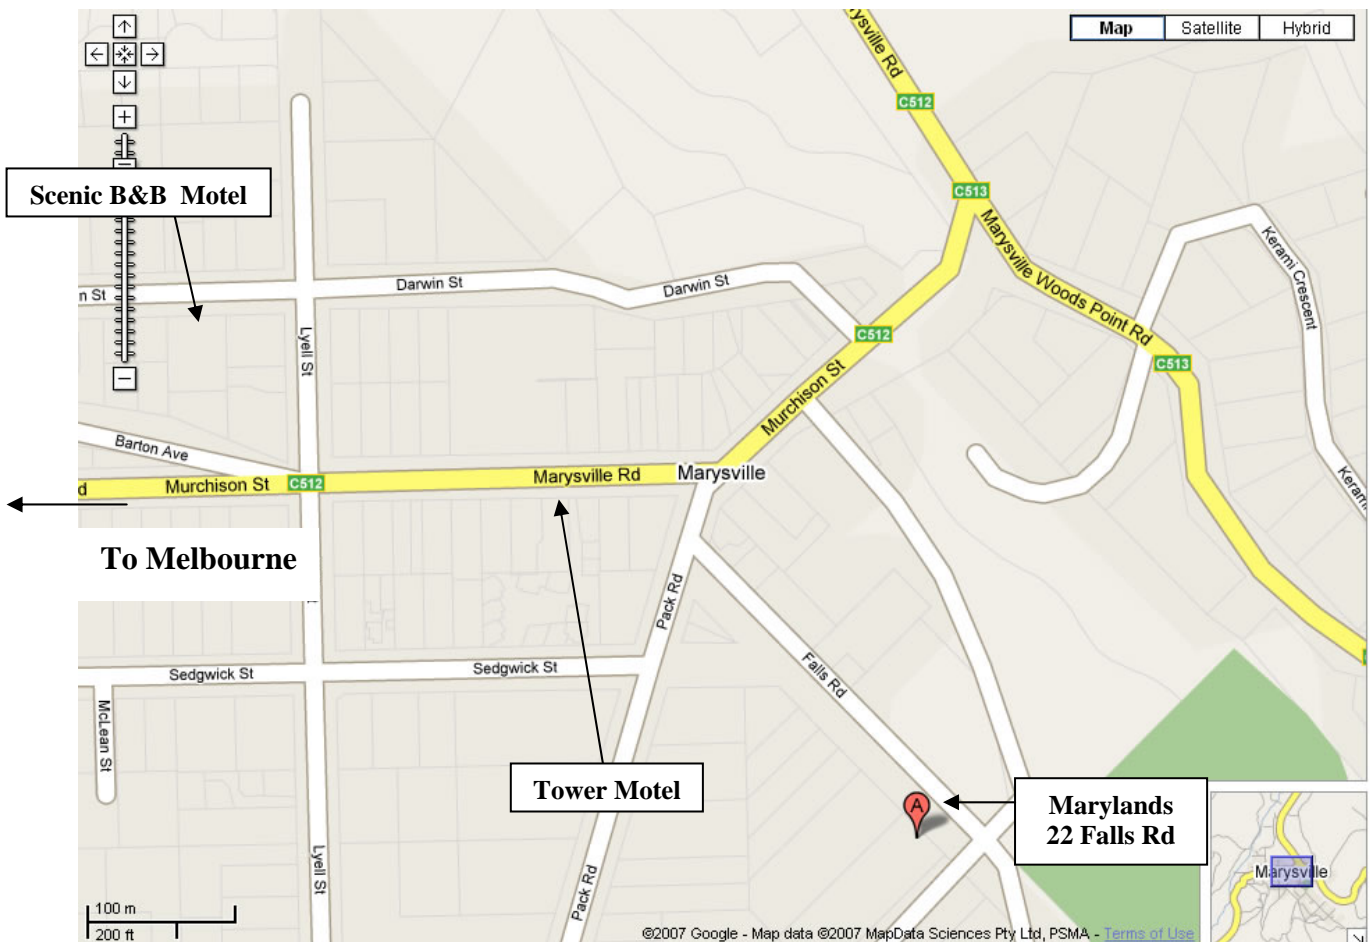 Map Satellite Hybrid
ysville Rd
C512
Scenic B&B Motel
C513
Marysville Woods Point Rd
Kerami Crescent
n St
Darwin St
Darwin St
Lyell St
C512
C513
Murchison St
Barton Ave
d
Murchison St
C512
Marysville Rd
Marysville
Keram
To Melbourne
Pack Rd
Sedgwick St
Sedgwick St
Falls Rd
McLean St
Tower Motel
A
Marylands
22 Falls Rd
Lyell St
Pack Rd
Marysville
100 m
200 ft
©2007 Google - Map data ©2007 MapData Sciences Pty Ltd, PSMA - Terms of Use